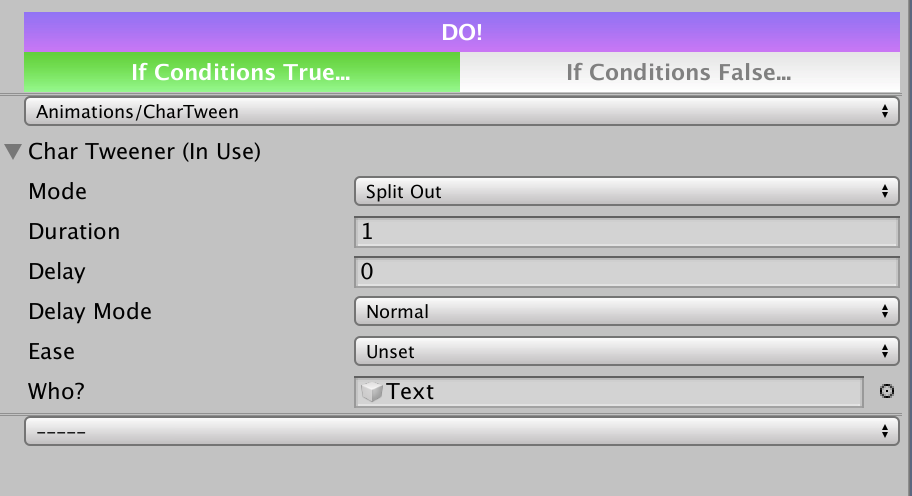 DO!
If Conditions True... If Conditions False...
Animations/CharTween
Char Tweener (In Use)
Mode Split Out
Duration 1
Delay 0
Delay Mode Normal
Ease Unset
Who? Text
-----